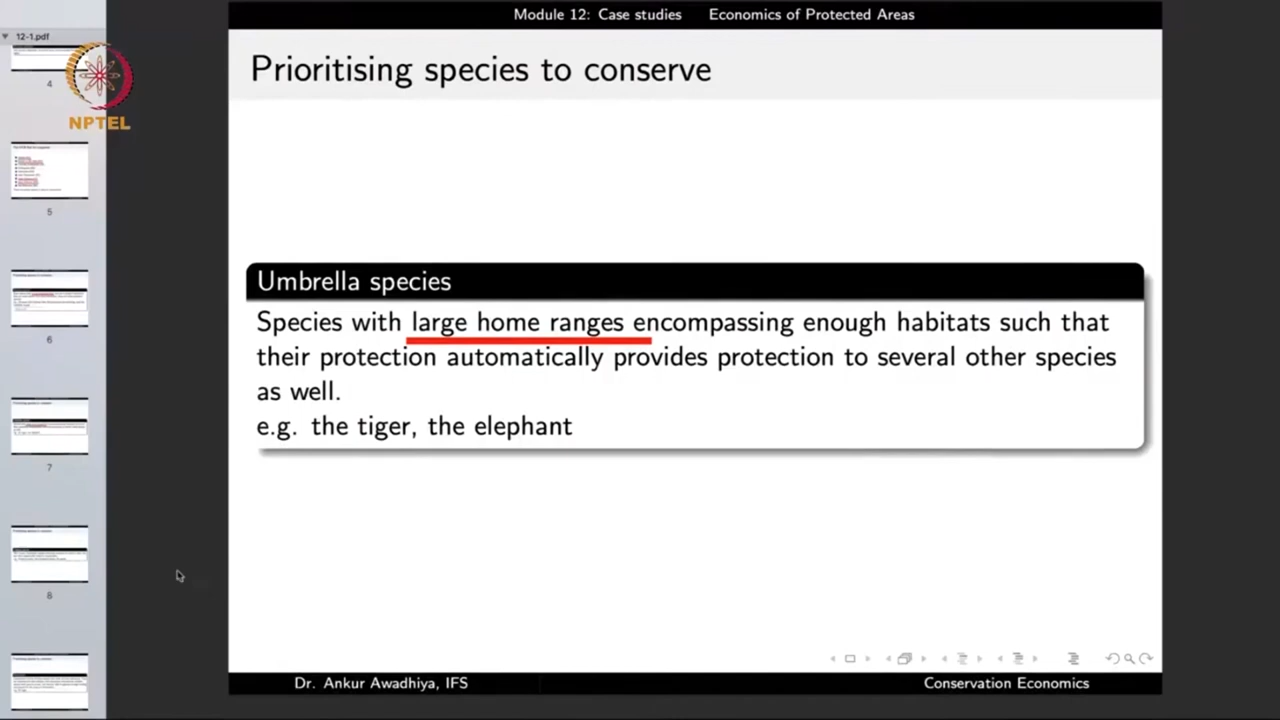 Module 12: Case studies Economics of Protected Areas
12-1.pdf
NPTEL
Prioritising species to conserve
4
5
6
7
8
Umbrella species
Species with large home ranges encompassing enough habitats such that
their protection automatically provides protection to several other species
as well.
e.g. the tiger, the elephant
Dr. Ankur Awadhiya, IFS
Conservation Economics